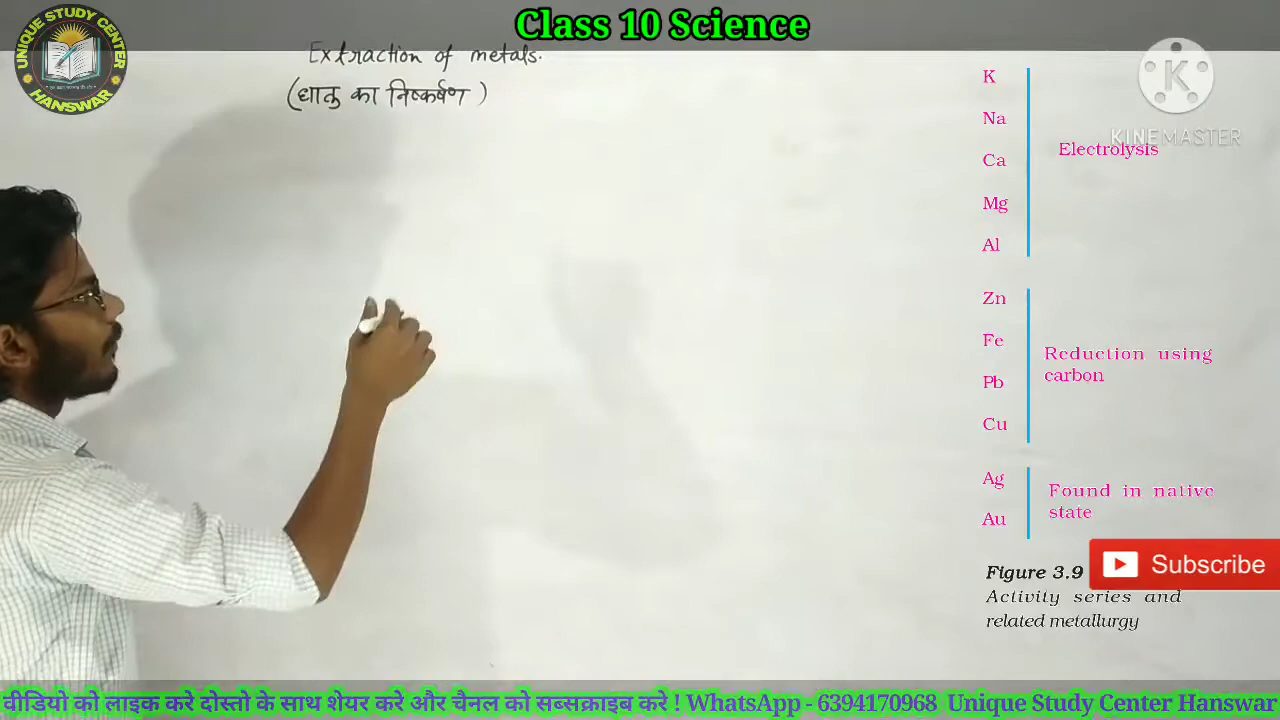 Class 10 Science
UNIQUE STUDY CENTER
HANSWAR
Extraction of metals.
(धातु का निष्कर्षण)
K
Na
Ca
Mg
Al
Electrolysis
Zn
Fe
Pb
Cu
Reduction using
carbon
Ag
Au
Found in native
state
Figure 3.9
Activity series and
related metallurgy
K
KINEMASTER
Subscribe
वीडियो को लाइक करे दोस्तो के साथ शेयर करे और चैनल को सब्सक्राइब करे ! WhatsApp - 6394170968 Unique Study Center Hanswar